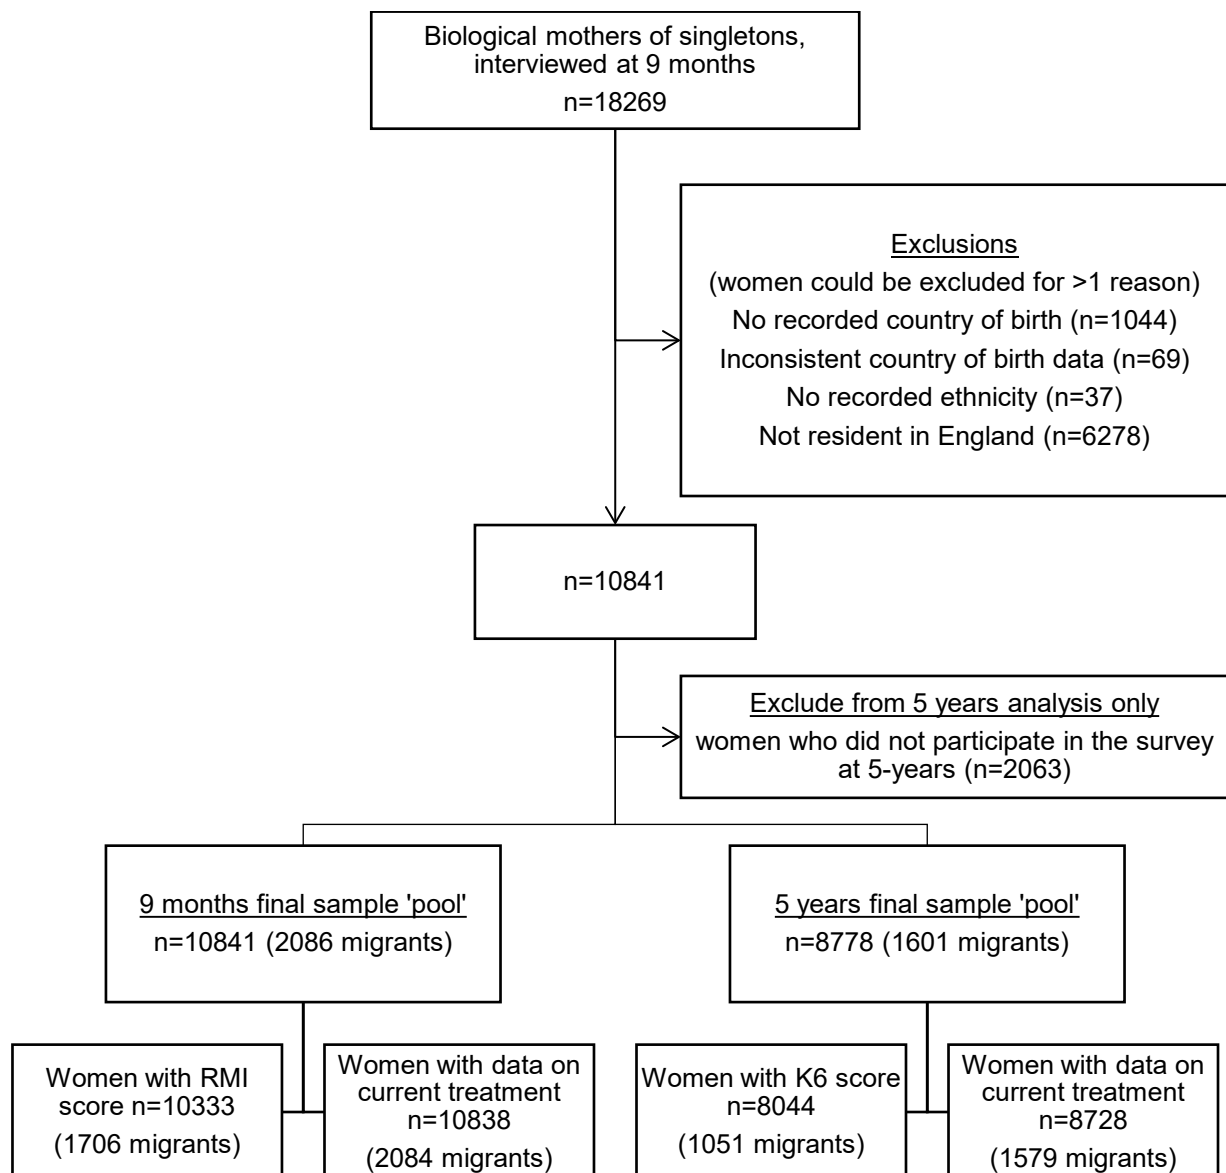 Biological mothers of singletons,
interviewed at 9 months
n=18269
Exclusions
(women could be excluded for >1 reason)
No recorded country of birth (n=1044)
Inconsistent country of birth data (n=69)
No recorded ethnicity (n=37)
Not resident in England (n=6278)
n=10841
Exclude from 5 years analysis only
women who did not participate in the survey
at 5-years (n=2063)
9 months final sample 'pool'
n=10841 (2086 migrants)
5 years final sample 'pool'
n=8778 (1601 migrants)
Women with RMI
score n=10333
(1706 migrants)
Women with data on
current treatment
n=10838
(2084 migrants)
Women with K6 score
n=8044
(1051 migrants)
Women with data on
current treatment
n=8728
(1579 migrants)